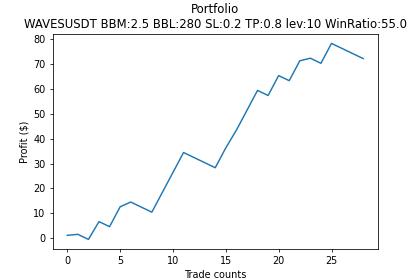 Portfolio
WAVESUSDT BBM:2.5 BBL:280 SL:0.2 TP:0.8 lev:10 WinRatio:55.0
80
70
60
50
40
30
20
10
0
Profit ($)
0 5 10 15 20 25
Trade counts